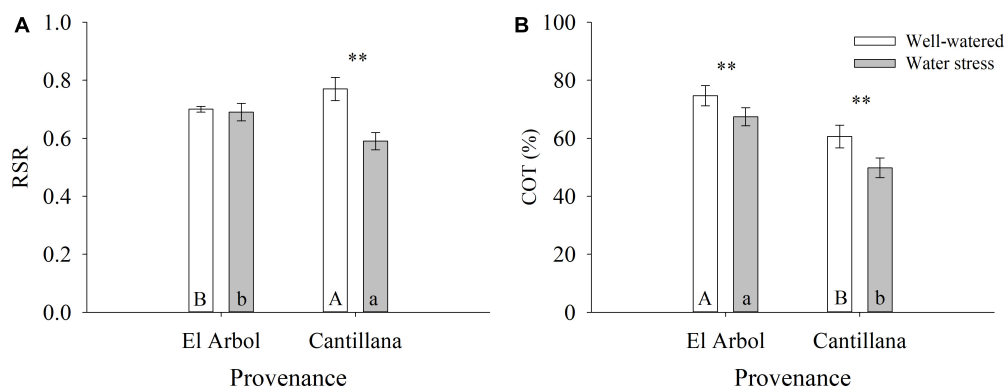 A
RSR
1.0
0.8
0.6
0.4
0.2
0.0
**
B b A a
El Arbol Cantillana
Provenance
B
COT (%)
100
80
60
40
20
0
Well-watered
Water stress
**
**
A a B b
El Arbol Cantillana
Provenance